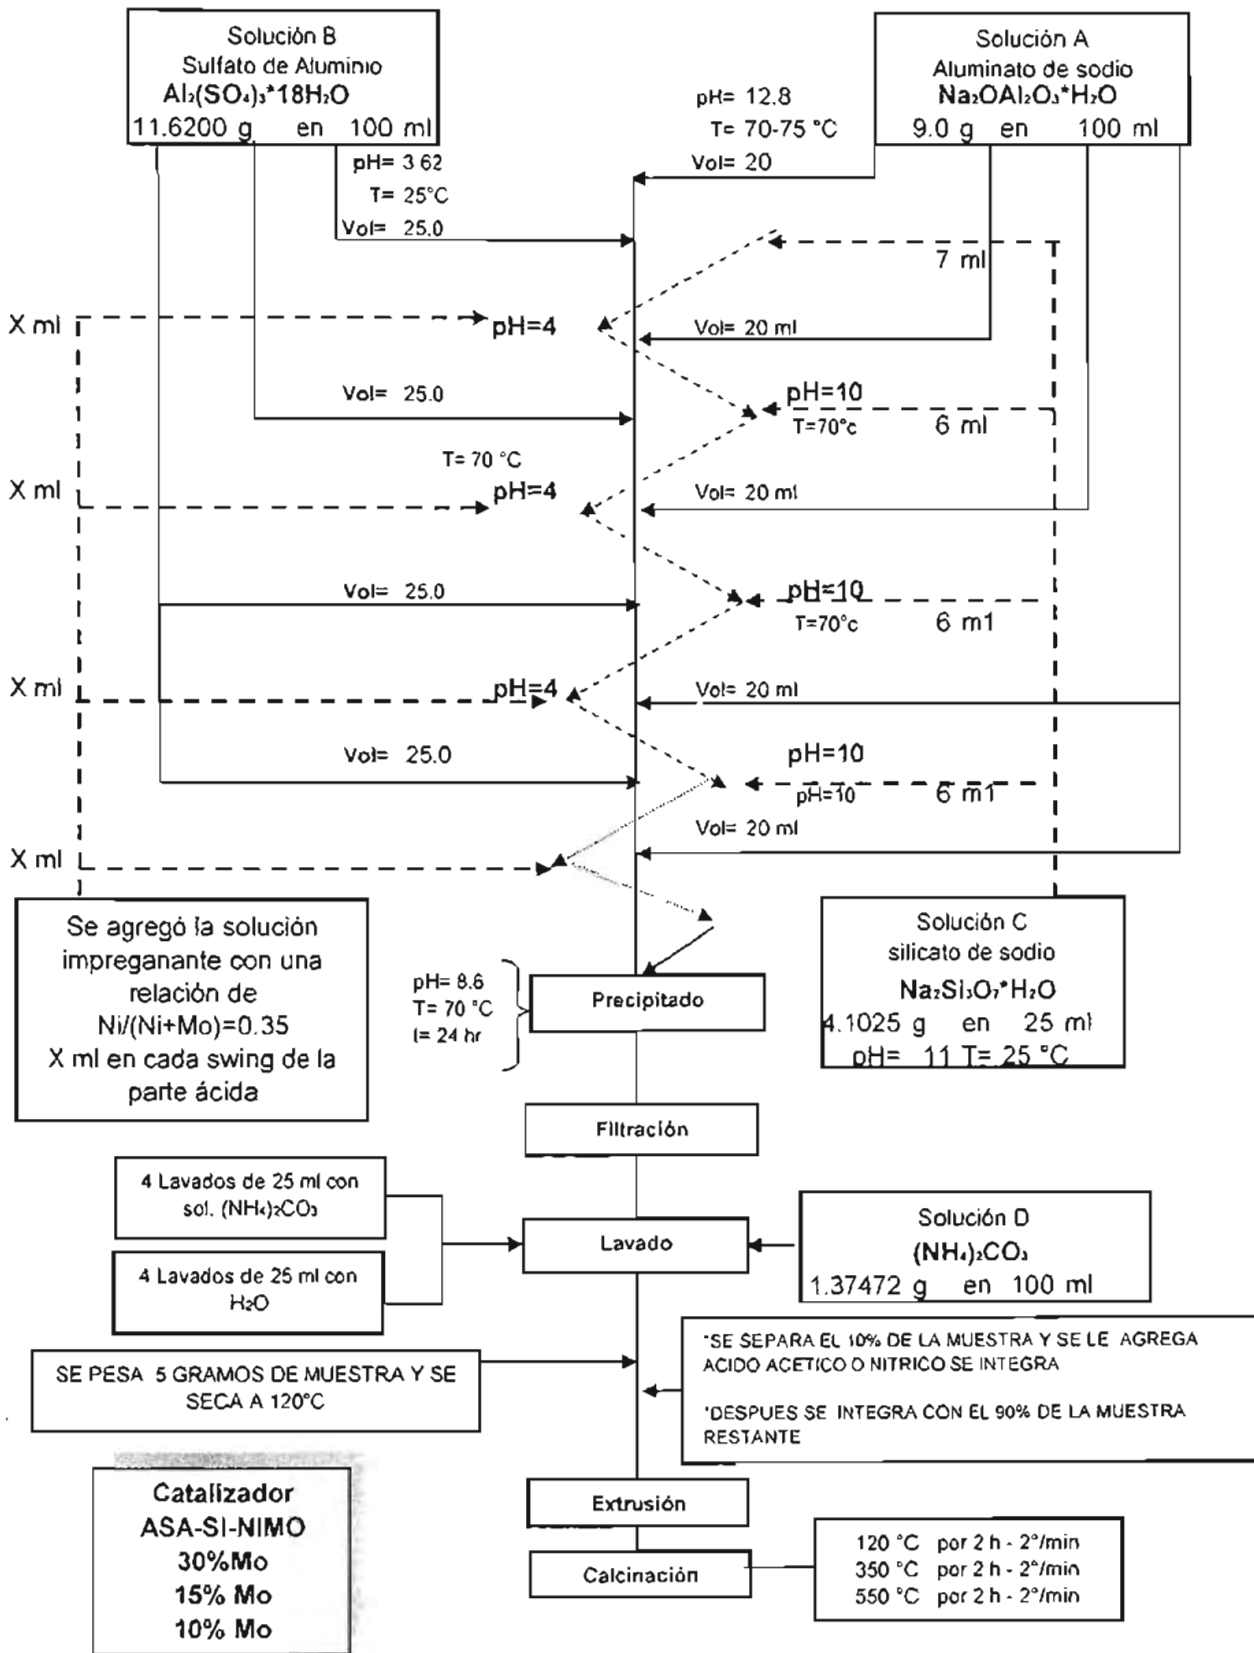 Solución B
Sulfato de Aluminio
Al₂(SO₄)₃*18H₂O
11.6200 g en 100 ml
Solución A
Aluminato de sodio
Na₂OAl₂O₃*H₂O
9.0 g en 100 ml
pH= 12.8
T= 70-75 °C
Vol= 20
pH= 3 62
T= 25°C
Vol= 25.0
7 ml
X ml
pH=4
Vol= 20 ml
Vol= 25.0
pH=10
T=70°c
6 ml
T= 70 °C
X ml
pH=4
Vol= 20 ml
Vol= 25.0
pH=10
T=70°c
6 m1
X ml
pH=4
Vol= 20 ml
Vol= 25.0
pH=10
pH=10
6 m1
Vol= 20 ml
X ml
Se agregó la solución
impreganante con una
relación de
Ni/(Ni+Mo)=0.35
X ml en cada swing de la
parte ácida
pH= 8.6
T= 70 °C
t= 24 hr
Precipitado
Solución C
silicato de sodio
Na₂Si₃O₇*H₂O
4.1025 g en 25 ml
pH= 11 T= 25 °C
Filtración
4 Lavados de 25 ml con
sol. (NH₄)₂CO₃
4 Lavados de 25 ml con
H₂O
Lavado
Solución D
(NH₄)₂CO₃
1.37472 g en 100 ml
SE PESA 5 GRAMOS DE MUESTRA Y SE
SECA A 120°C
*SE SEPARA EL 10% DE LA MUESTRA Y SE LE AGREGA
ACIDO ACETICO O NITRICO SE INTEGRA
*DESPUES SE INTEGRA CON EL 90% DE LA MUESTRA
RESTANTE
Catalizador
ASA-SI-NIMO
30%Mo
15% Mo
10% Mo
Extrusión
Calcinación
120 °C por 2 h - 2°/min
350 °C por 2 h - 2°/min
550 °C por 2 h - 2°/min